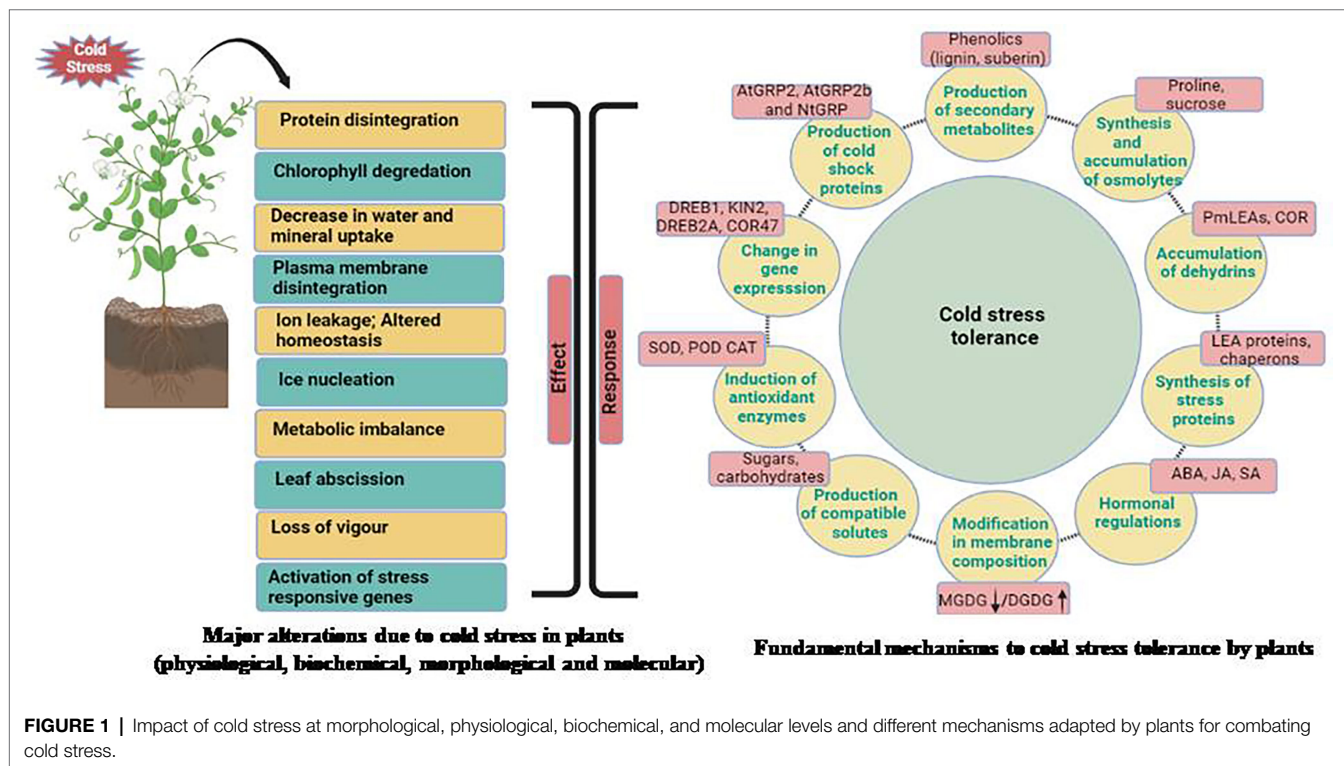 Cold
Stress
Protein disintegration
Chlorophyll degredation
Decrease in water and
mineral uptake
Plasma membrane
disintegration
Ion leakage; Altered
homeostasis
Ice nucleation
Metabolic imbalance
Leaf abscission
Loss of vigour
Activation of stress
responsive genes
Effect
Response
Major alterations due to cold stress in plants
(physiological, biochemical, morphological and molecular)
Phenolics
(lignin, suberin)
Production
of secondary
metabolites
Proline,
sucrose
Synthesis
and
accumulation
of osmolytes
PmLEAs, COR
Accumulation
of dehydrins
LEA proteins,
chaperons
Synthesis of
stress
proteins
ABA, JA, SA
Hormonal
regulations
Modification
in membrane
composition
MGDG ↓/DGDG ↑
Sugars,
carbohydrates
Production
of compatible
solutes
SOD, POD CAT
Induction of
antioxidant
enzymes
DREB1, KIN2,
DREB2A, COR47
Change in
gene
expresssion
AtGRP2, AtGRP2b
and NtGRP
Production
of cold
shock
proteins
Cold stress
tolerance
Fundamental mechanisms to cold stress tolerance by plants
FIGURE 1 | Impact of cold stress at morphological, physiological, biochemical, and molecular levels and different mechanisms adapted by plants for combating
cold stress.